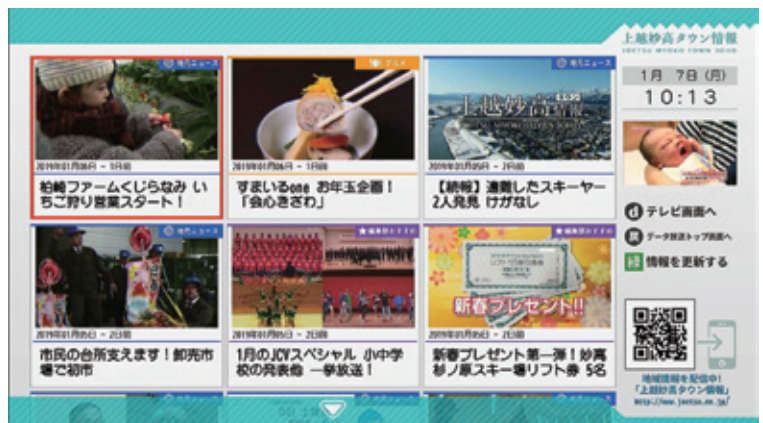 地元ニュース
2019年01月06日 - 1日前
柏崎ファームくじらなみ い
ちご狩り営業スタート！
グルメ
2019年01月06日 - 1日前
すまいるone お年玉企画！
「会心きざわ」
地元ニュース
上越妙高情報
2019年01月05日 - 2日前
【続報】遭難したスキーヤー
2人発見 けがなし
地元ニュース
2019年01月05日 - 2日前
市民の台所支えます！卸売市
場で初市
編集部おすすめ
2019年01月05日 - 2日前
1月のJCVスペシャル 小中学
校の発表他 一挙放送！
編集部おすすめ
新春プレゼント!!
2019年01月05日 - 2日前
新春プレゼント第一弾！妙高
杉ノ原スキー場リフト券 5名
上越妙高タウン情報
JOETSU MYOKO TOWN JOHO
1月 7日 (月)
10:13
d テレビ画面へ
戻 データ放送トップ画面へ
緑 情報を更新する
地域情報を配信中！
「上越妙高タウン情報」
http://www.joetsu.ne.jp/